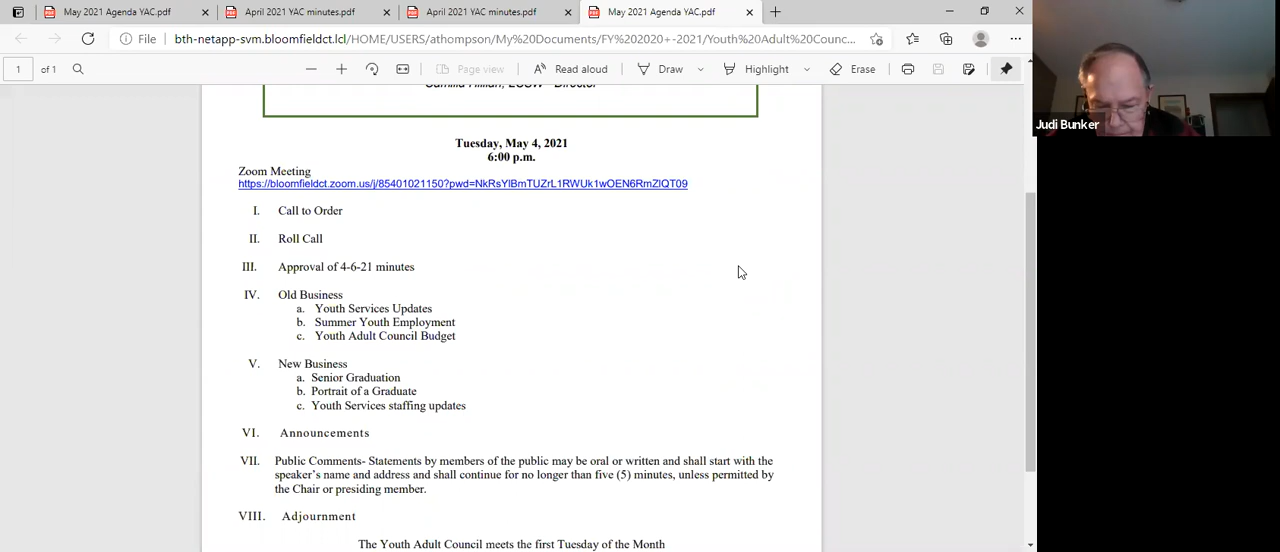 May 2021 Agenda YAC.pdf
April 2021 YAC minutes.pdf
April 2021 YAC minutes.pdf
May 2021 Agenda YAC.pdf
File
bth-netapp-svm.bloomfieldct.lcl/HOME/USERS/athompson/My%20Documents/FY%202020+-2021/Youth%20Adult%20Counc...
1 of 1
Page view
Read aloud
Draw
Highlight
Erase
Judi Bunker
Director
Tuesday, May 4, 2021
6:00 p.m.
Zoom Meeting
https://bloomfieldct.zoom.us/j/85401021150?pwd=NkRsYlBmTUZrL1RWUk1wOEN6RmZlQT09
I. Call to Order
II. Roll Call
III. Approval of 4-6-21 minutes
IV. Old Business
a. Youth Services Updates
b. Summer Youth Employment
c. Youth Adult Council Budget
V. New Business
a. Senior Graduation
b. Portrait of a Graduate
c. Youth Services staffing updates
VI. Announcements
VII. Public Comments- Statements by members of the public may be oral or written and shall start with the
speaker's name and address and shall continue for no longer than five (5) minutes, unless permitted by
the Chair or presiding member.
VIII. Adjournment
The Youth Adult Council meets the first Tuesday of the Month